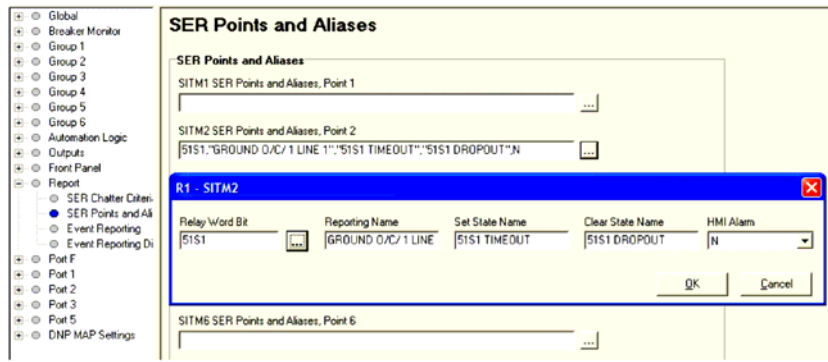 Global
Breaker Monitor
Group 1
Group 2
Group 3
Group 4
Group 5
Group 6
Automation Logic
Outputs
Front Panel
Report
SER Chatter Criteri
SER Points and Ali
Event Reporting
Event Reporting Di
Port F
Port 1
Port 2
Port 3
Port 5
DNP MAP Settings
SER Points and Aliases
SER Points and Aliases
SITM1 SER Points and Aliases, Point 1
...
SITM2 SER Points and Aliases, Point 2
51S1,"GROUND O/C/ 1 LINE 1","51S1 TIMEOUT","51S1 DROPOUT",N
...
R1 - SITM2
Relay Word Bit Reporting Name Set State Name Clear State Name HMI Alarm
51S1 ... GROUND O/C/ 1 LINE 51S1 TIMEOUT 51S1 DROPOUT N
OK Cancel
SITM6 SER Points and Aliases, Point 6
...